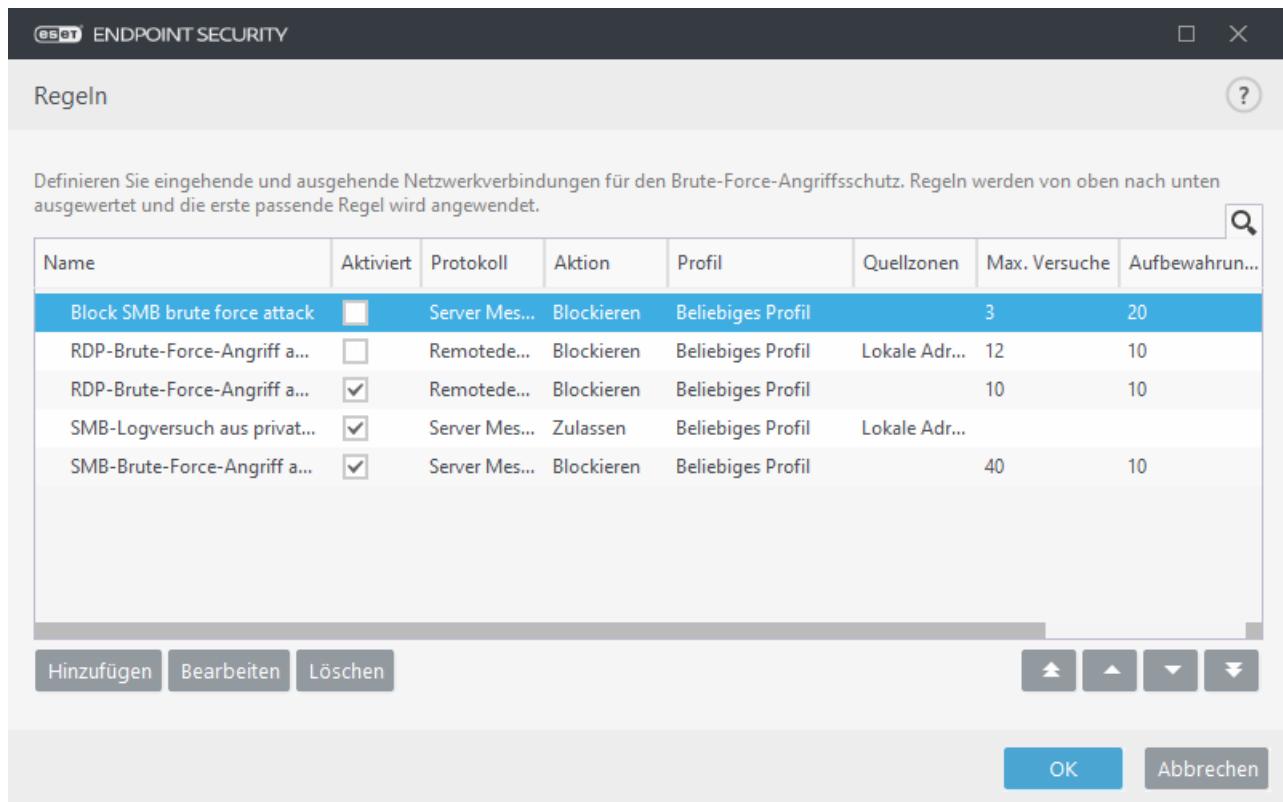 eset ENDPOINT SECURITY
Regeln
?
Definieren Sie eingehende und ausgehende Netzwerkverbindungen für den Brute-Force-Angriffsschutz. Regeln werden von oben nach unten
ausgewertet und die erste passende Regel wird angewendet.
Name Aktiviert Protokoll Aktion Profil Quellzonen Max. Versuche Aufbewahrun...
Block SMB brute force attack Server Mes... Blockieren Beliebiges Profil 3 20
RDP-Brute-Force-Angriff a... Remotede... Blockieren Beliebiges Profil Lokale Adr... 12 10
RDP-Brute-Force-Angriff a... Remotede... Blockieren Beliebiges Profil 10 10
SMB-Logversuch aus privat... Server Mes... Zulassen Beliebiges Profil Lokale Adr...
SMB-Brute-Force-Angriff a... Server Mes... Blockieren Beliebiges Profil 40 10
Hinzufügen Bearbeiten Löschen
OK Abbrechen